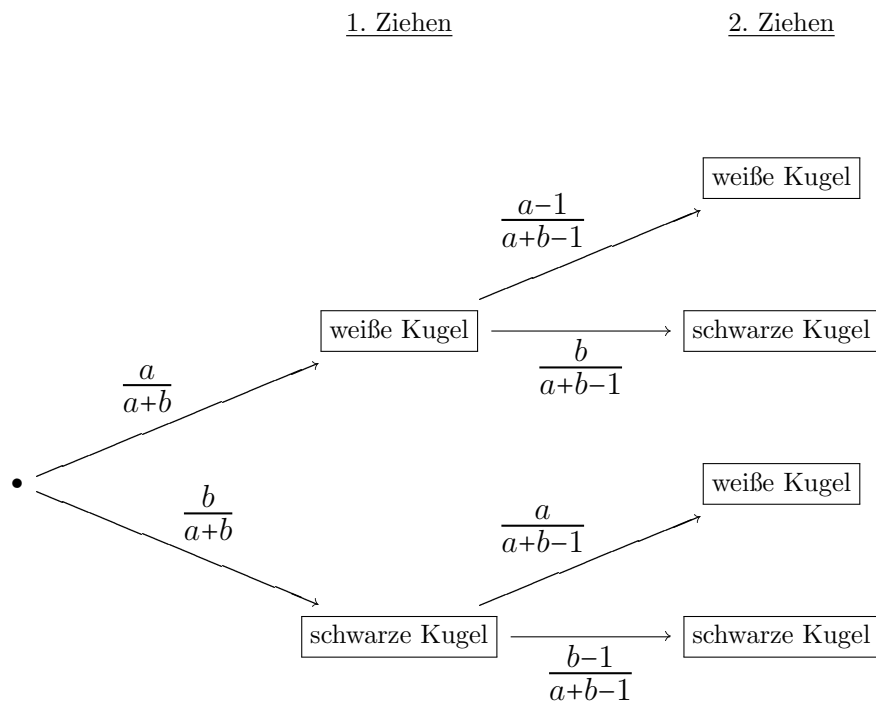 1. Ziehen 2. Ziehen
weiße Kugel
a−1
a+b−1
weiße Kugel schwarze Kugel
b
a+b−1
a
a+b
weiße Kugel
b
a+b
a
a+b−1
schwarze Kugel schwarze Kugel
b−1
a+b−1